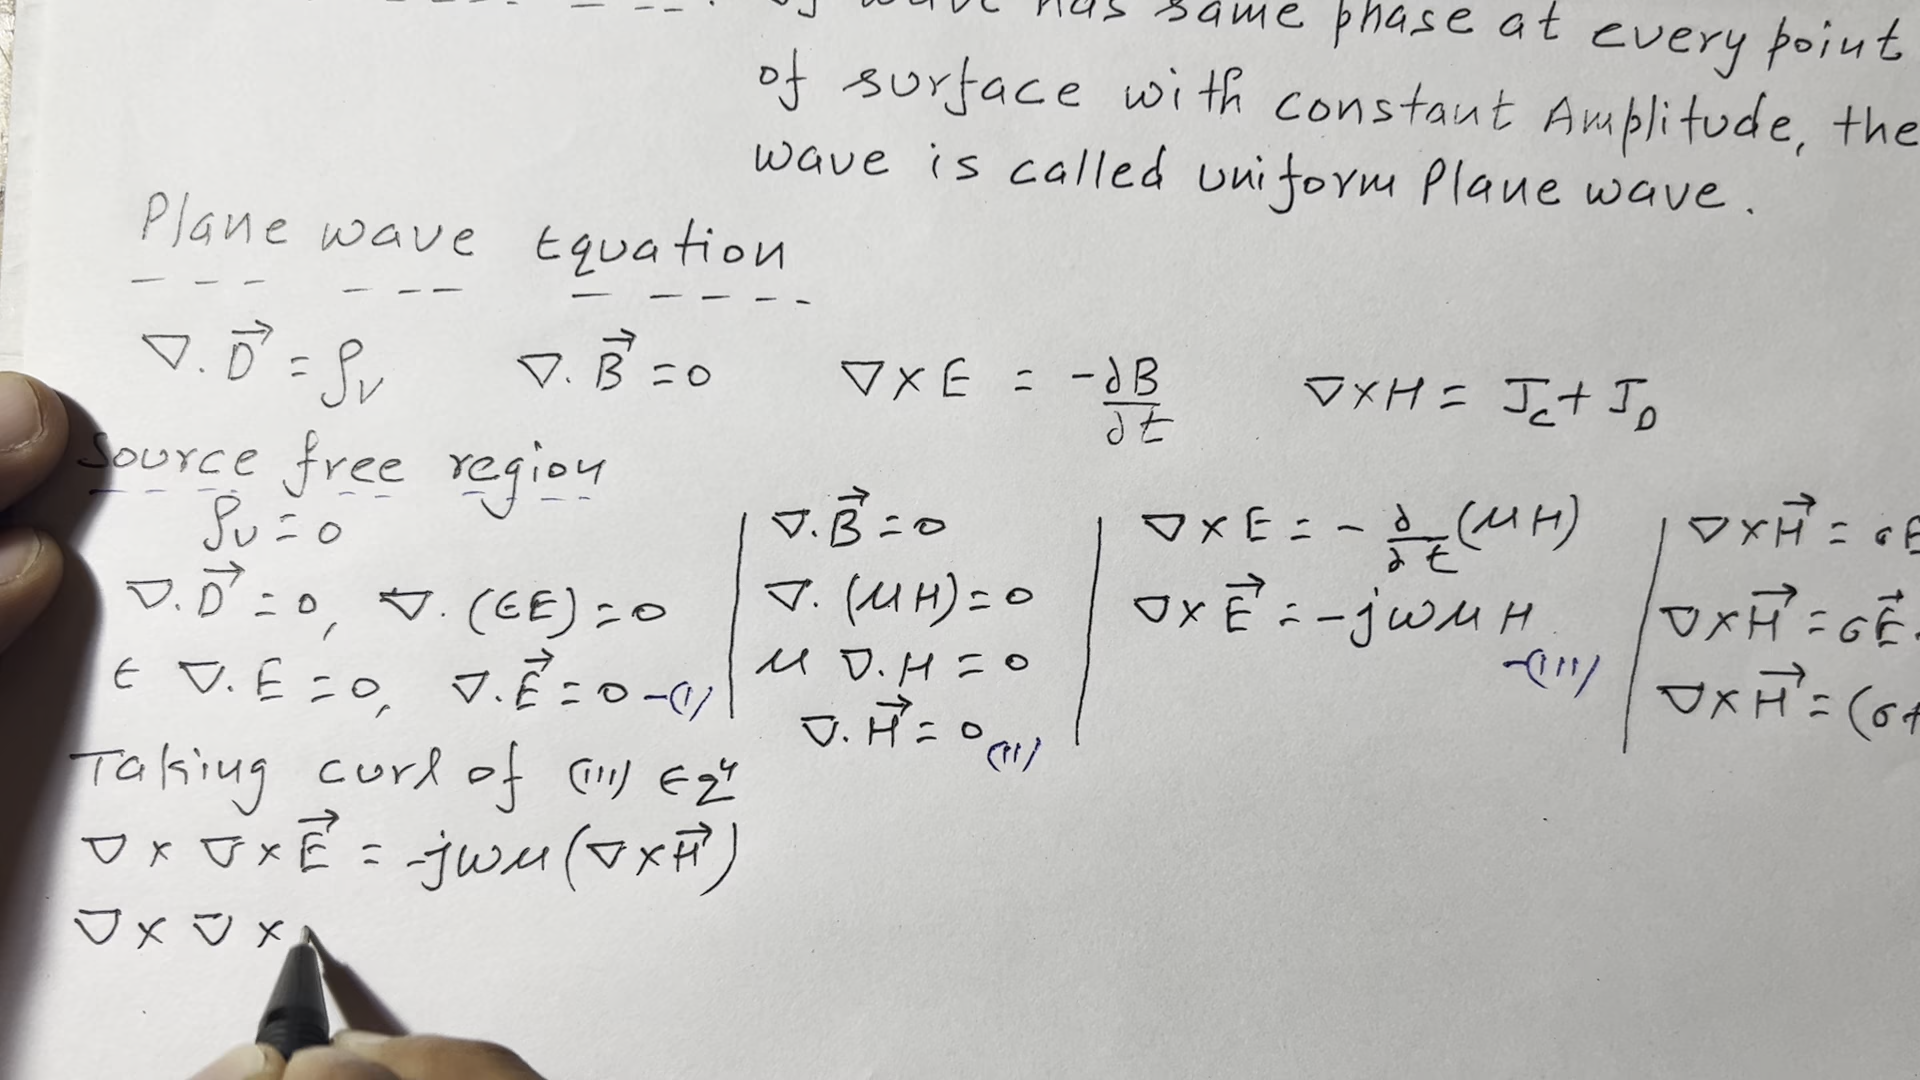 wave has same phase at every point
of surface with constant Amplitude, the
wave is called uniform Plane wave.
Plane wave Equation
∇.D⃗ = ρv ∇.B⃗ = 0 ∇×E = -∂B/∂t ∇×H = Jc + JD
Source free region
ρv = 0
∇.D⃗ = 0, ∇.(εE) = 0
ε ∇.E = 0, ∇.E⃗ = 0 -(i)
∇.B⃗ = 0
∇.(μH) = 0
μ ∇.H = 0
∇.H⃗ = 0 (ii)
∇×E = - ∂/∂t (μH)
∇×E⃗ = -jωμH
-(iii)
∇×H⃗ = σE
∇×H⃗ = σE⃗
∇×H⃗ = (σ+
Taking curl of (iii) Eqⁿ
∇×∇×E⃗ = -jωμ(∇×H⃗)
∇×∇×